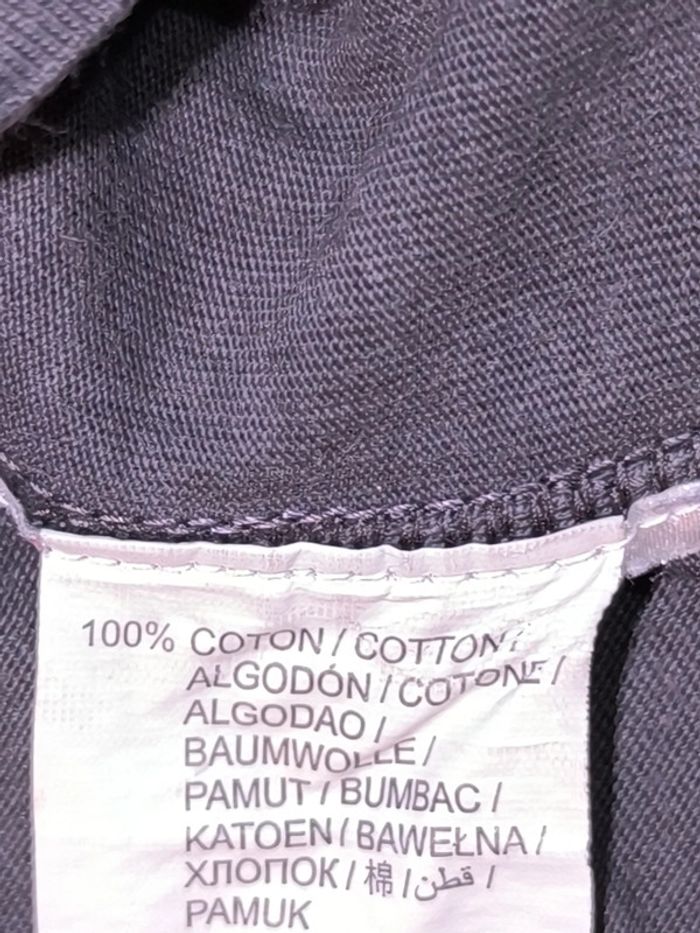 100% COTON / COTTON /
ALGODÓN / COTONE /
ALGODAO /
BAUMWOLLE /
PAMUT / BUMBAC /
KATOEN / BAWEŁNA /
ХЛОПОК / 棉 / قطن /
PAMUK